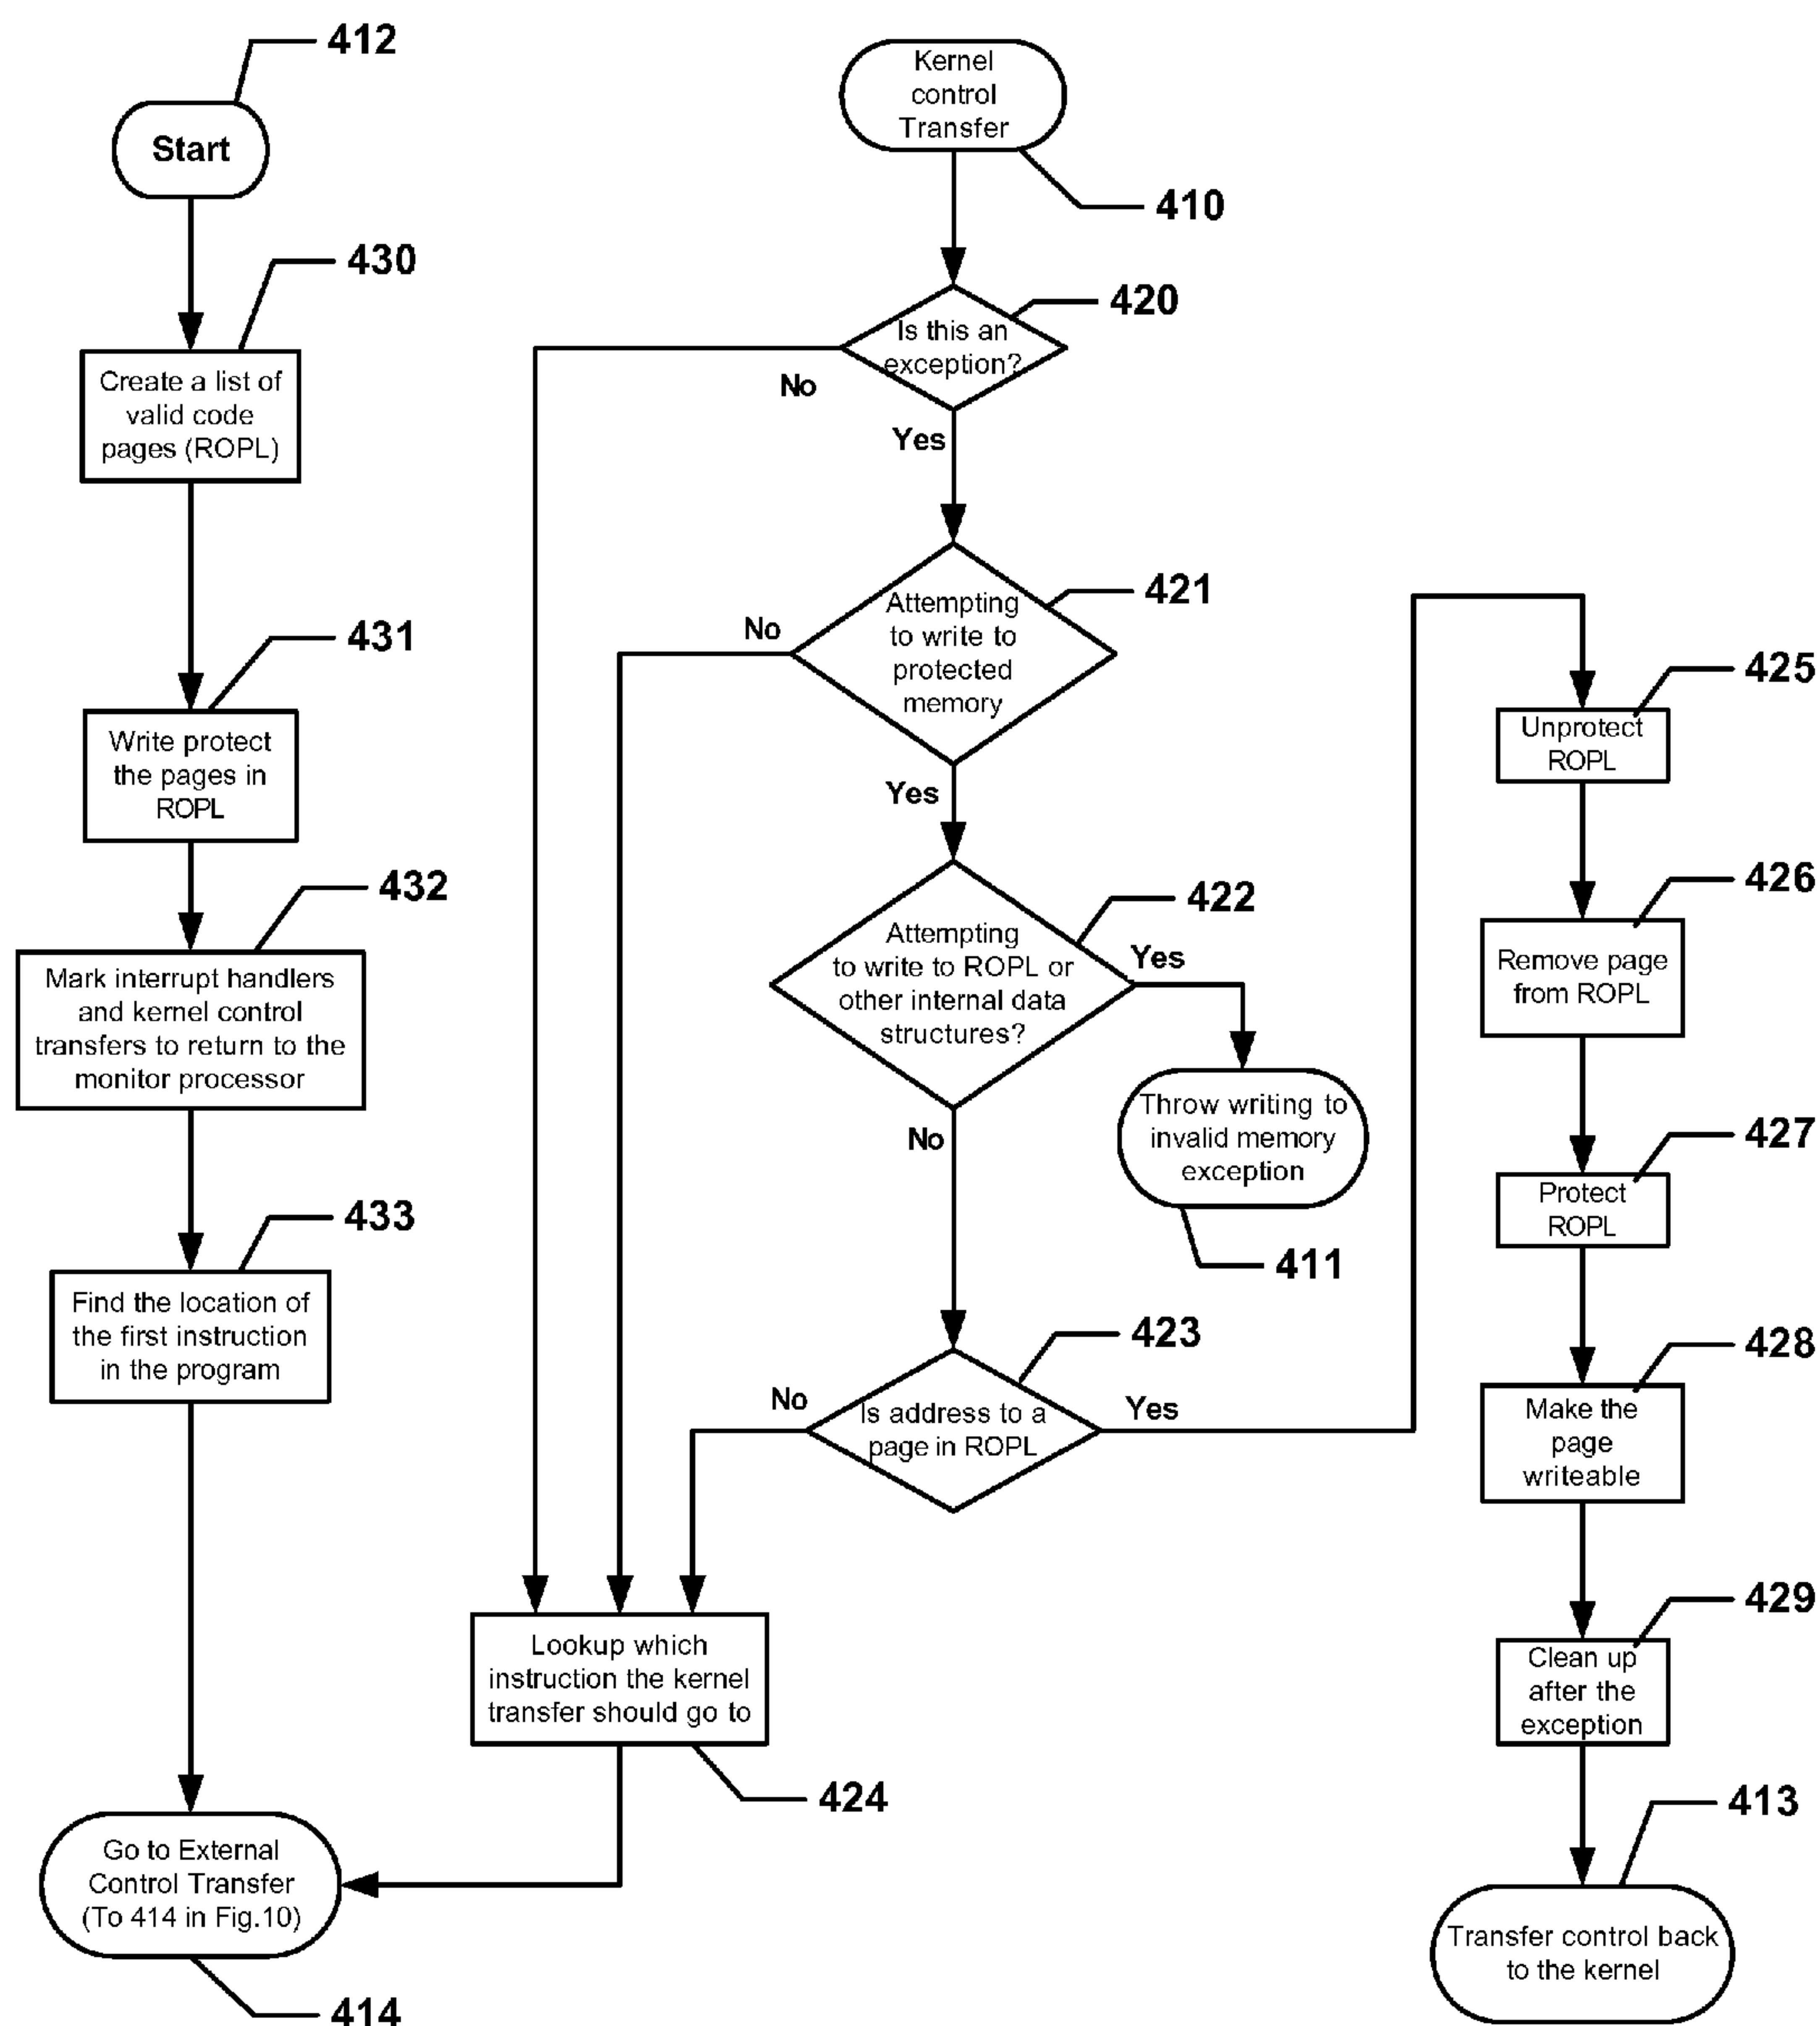 412
Start
430
Create a list of
valid code
pages (ROPL)
431
Write protect
the pages in
ROPL
432
Mark interrupt handlers
and kernel control
transfers to return to the
monitor processor
433
Find the location of
the first instruction
in the program
Go to External
Control Transfer
(To 414 in Fig.10)
414
Kernel
control
Transfer
410
420
Is this an
exception?
No
Yes
421
Attempting
to write to
protected
memory
No
Yes
422
Attempting
to write to ROPL or
other internal data
structures?
Yes
No
Throw writing to
invalid memory
exception
411
423
Is address to a
page in ROPL
No
Yes
Lookup which
instruction the kernel
transfer should go to
424
425
Unprotect
ROPL
426
Remove page
from ROPL
427
Protect
ROPL
428
Make the
page
writeable
429
Clean up
after the
exception
413
Transfer control back
to the kernel